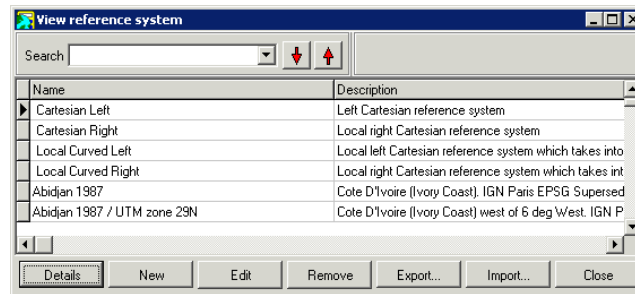 View reference system
Search
Name Description
Cartesian Left Left Cartesian reference system
Cartesian Right Local right Cartesian reference system
Local Curved Left Local left Cartesian reference system which takes into
Local Curved Right Local right Cartesian reference system which takes int
Abidjan 1987 Cote D'Ivoire (Ivory Coast). IGN Paris EPSG Supersed
Abidjan 1987 / UTM zone 29N Cote D'Ivoire (Ivory Coast) west of 6 deg West. IGN P
Details New Edit Remove Export... Import... Close